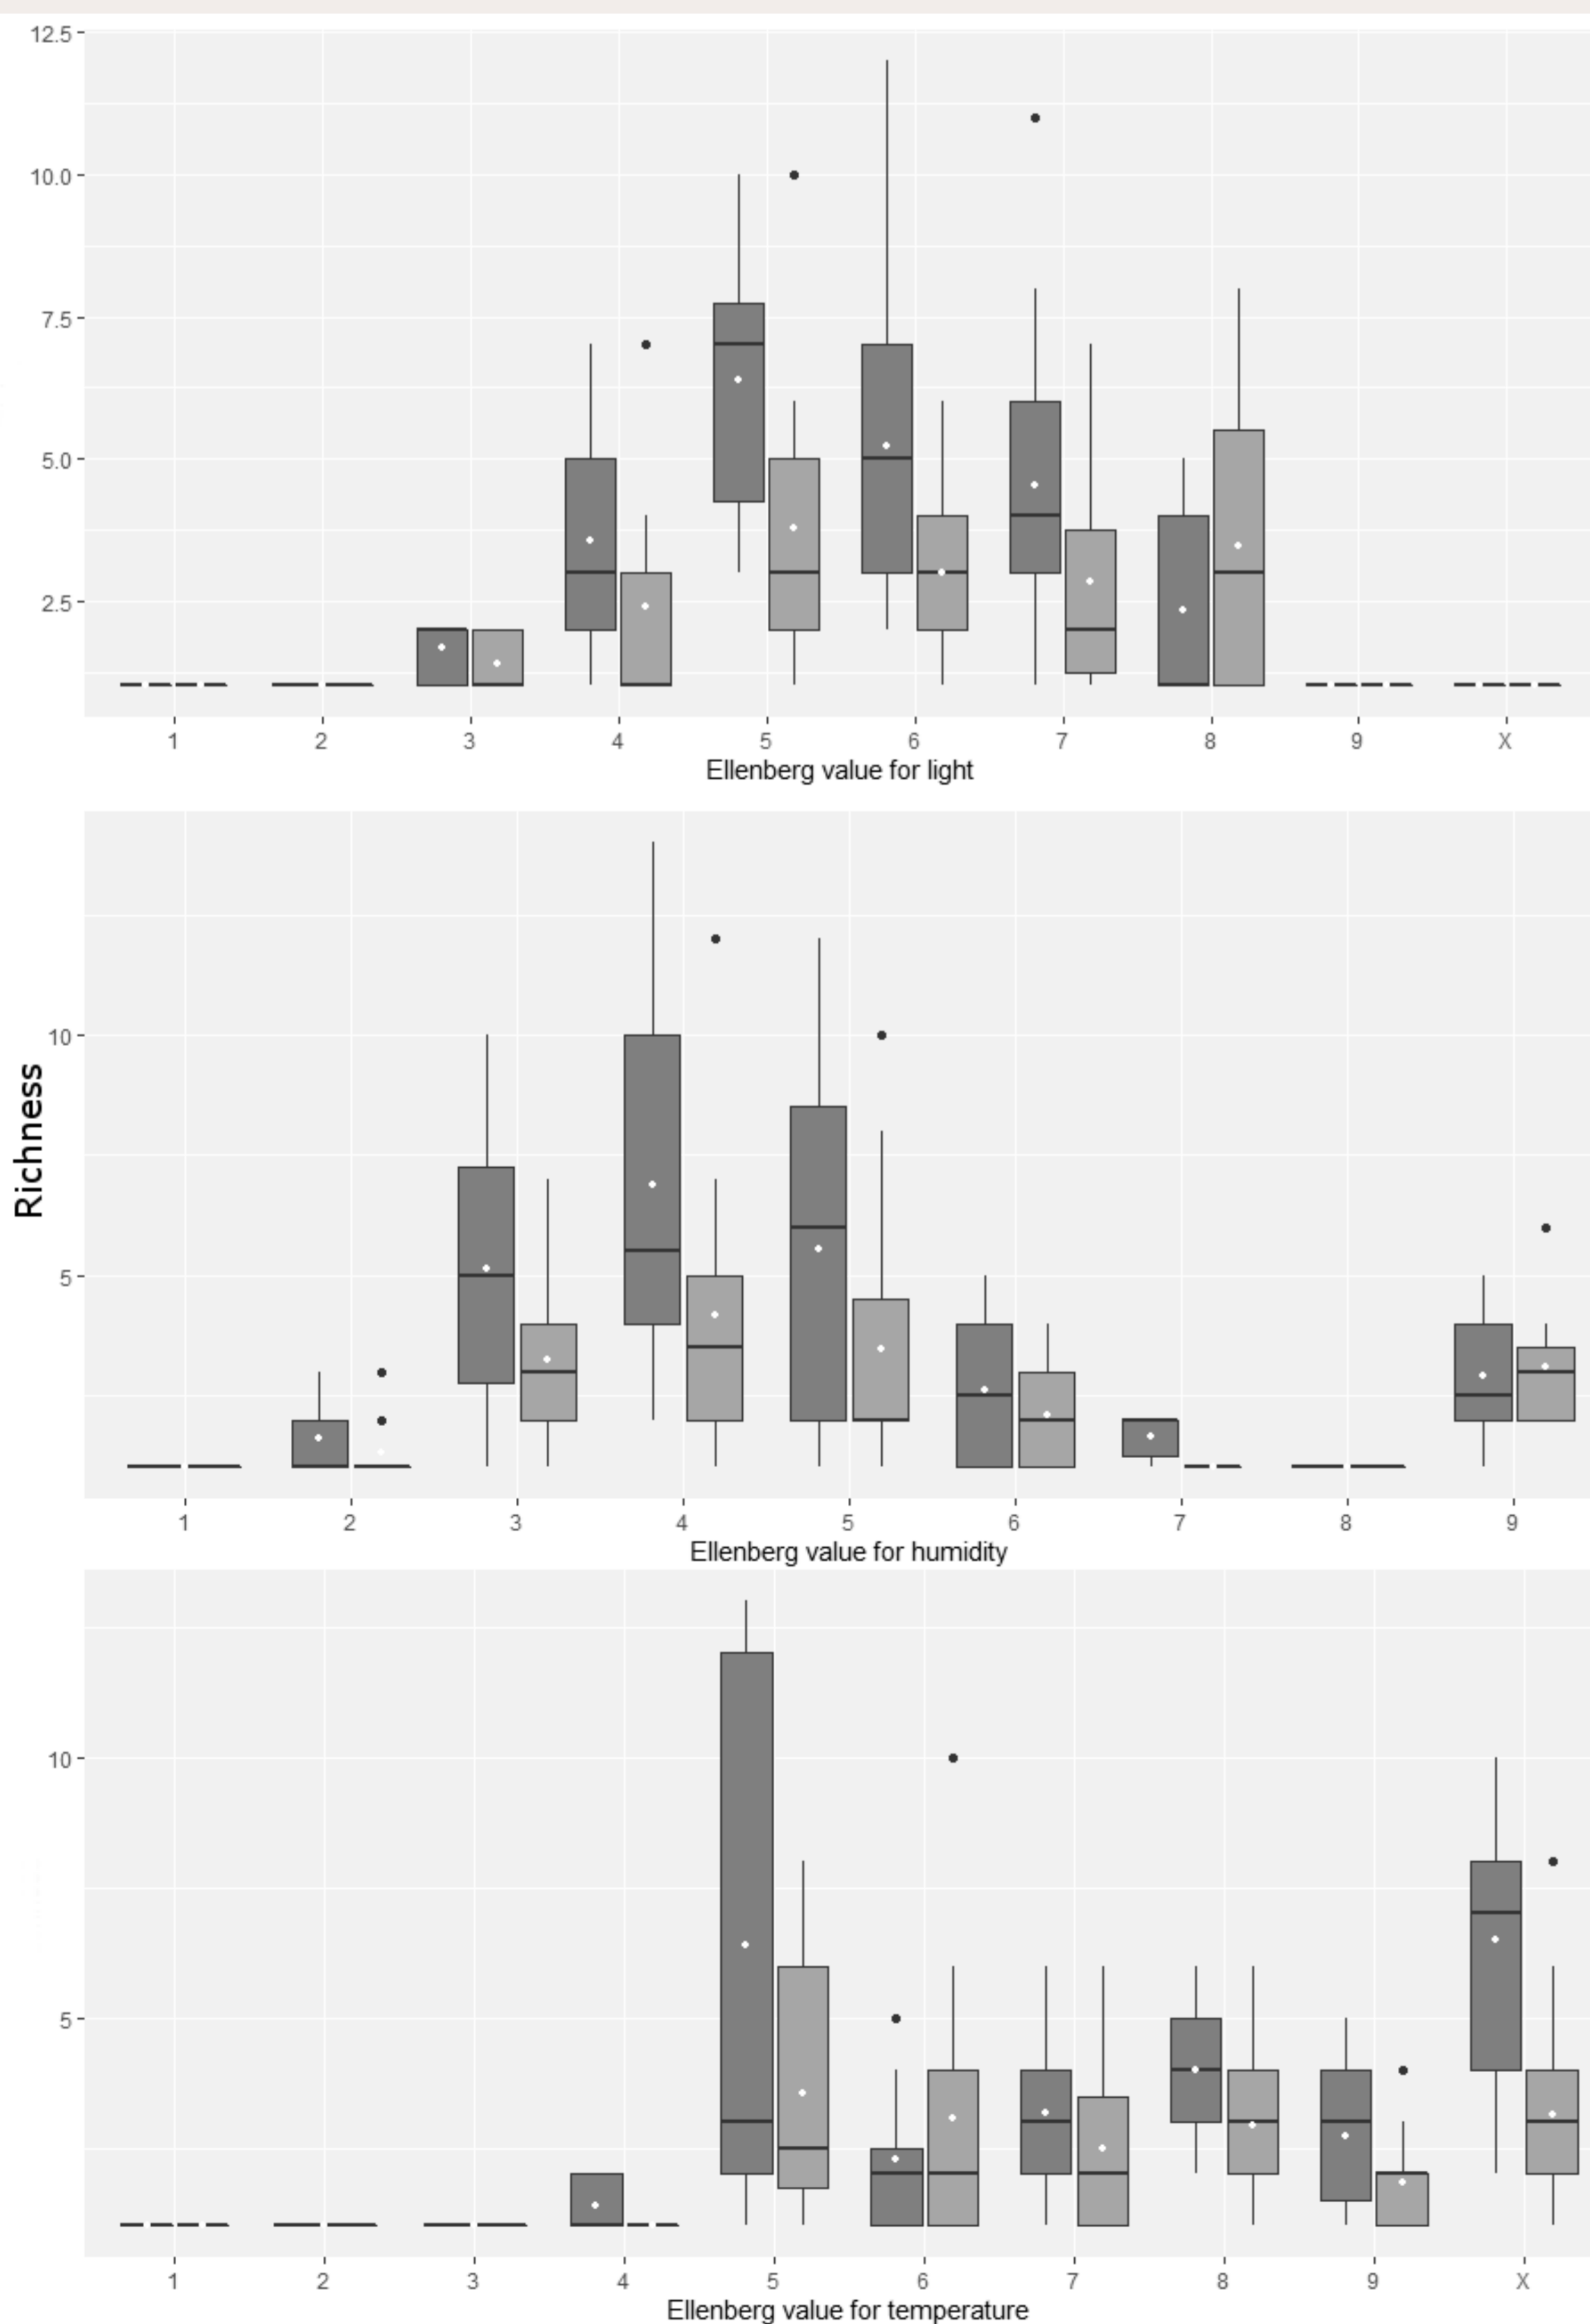 12.5
10.0
7.5
5.0
2.5
1 2 3 4 5 6 7 8 9 X
Ellenberg value for light
Richness
10
5
1 2 3 4 5 6 7 8 9
Ellenberg value for humidity
10
5
1 2 3 4 5 6 7 8 9 X
Ellenberg value for temperature